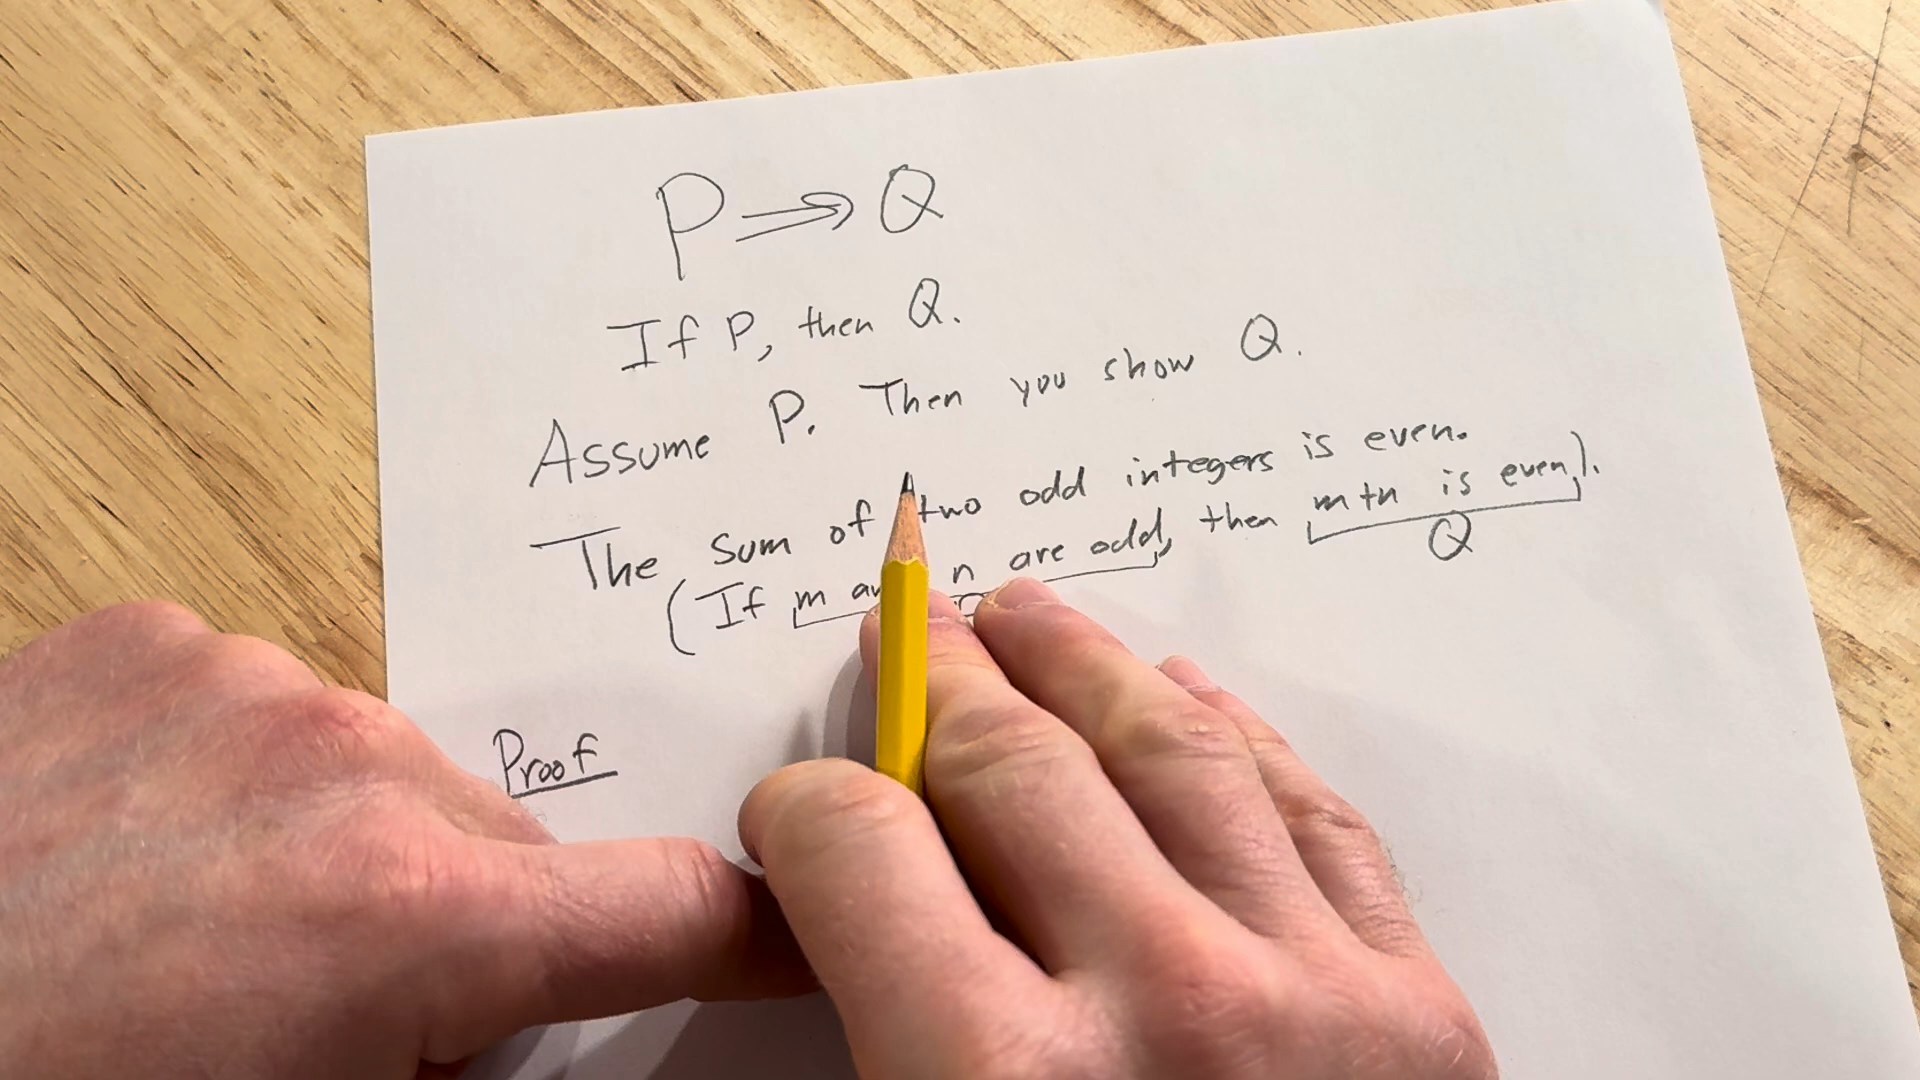 P ⇒ Q
If P, then Q.
Assume P. Then you show Q.
The sum of two odd integers is even.
(If m n are odd, then m+n is even).
Q
Proof